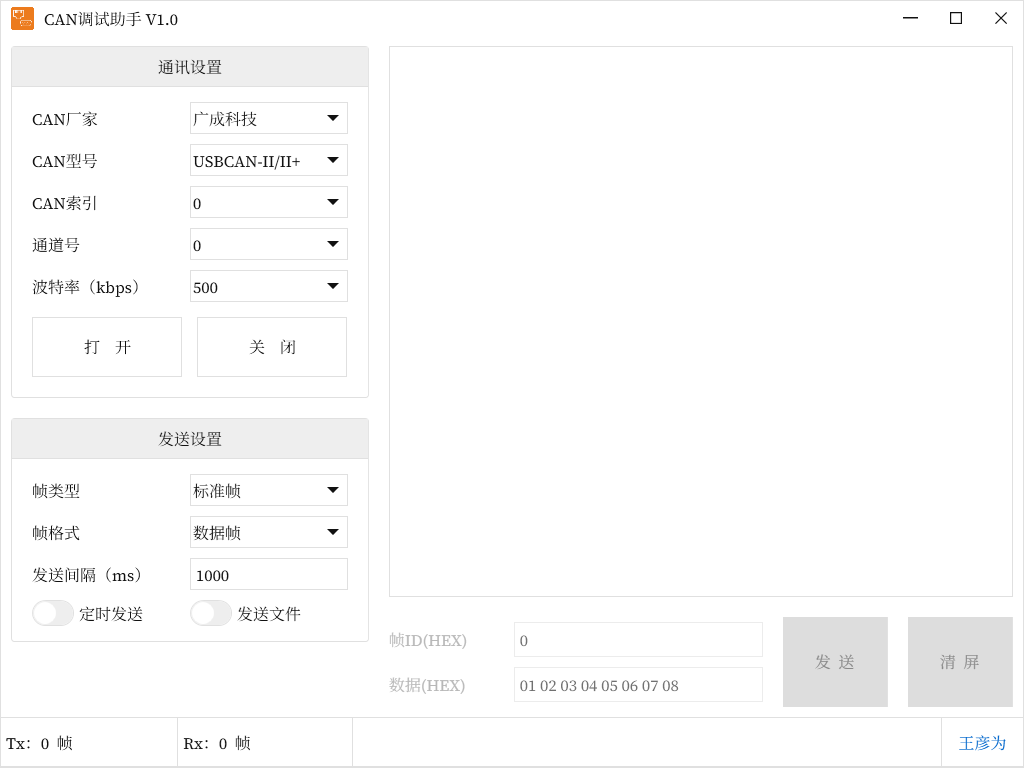 CAN调试助手 V1.0
通讯设置
CAN厂家 广成科技
CAN型号 USBCAN-II/II+
CAN索引 0
通道号 0
波特率（kbps） 500
打 开 关 闭
发送设置
帧类型 标准帧
帧格式 数据帧
发送间隔（ms） 1000
定时发送 发送文件
帧ID(HEX) 0
数据(HEX) 01 02 03 04 05 06 07 08
发 送 清 屏
Tx: 0 帧 Rx: 0 帧 王彦为